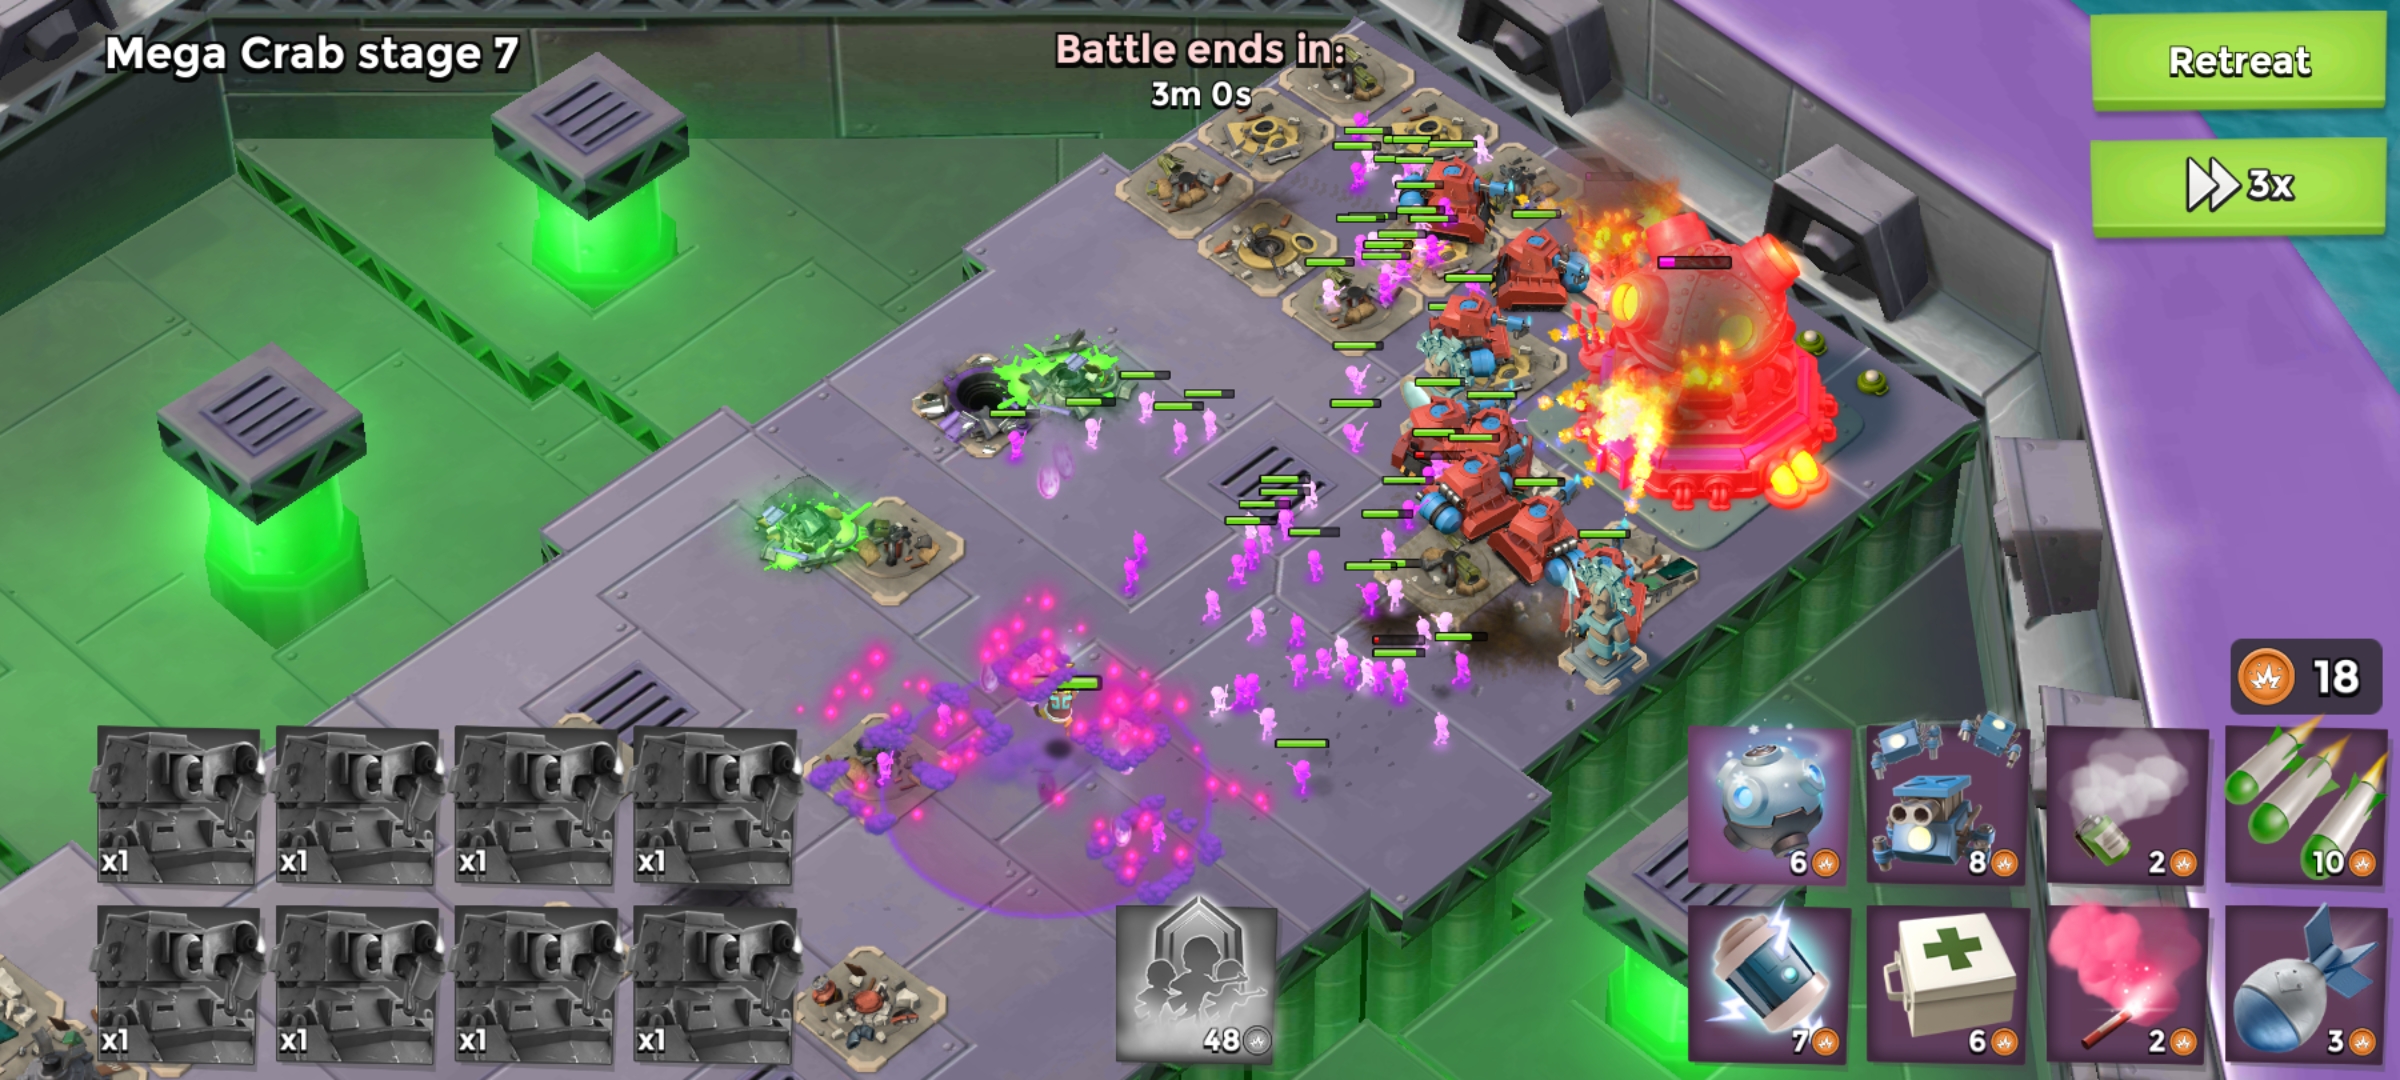 Mega Crab stage 7
Battle ends in:
3m 0s
Retreat
3x
18
6
8
2
10
x1
x1
x1
x1
x1
x1
x1
x1
48
7
6
2
3